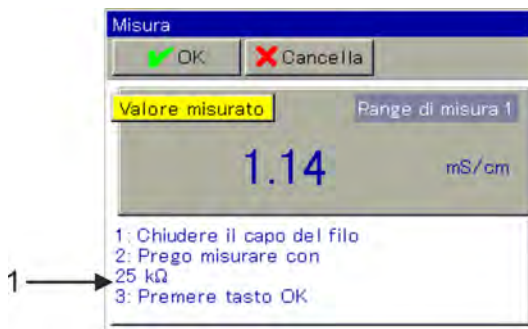 Misura
OK Cancella
Valore misurato Range di misura 1
1.14 mS/cm
1: Chiudere il capo del filo
2: Prego misurare con
1 25 kΩ
3: Premere tasto OK